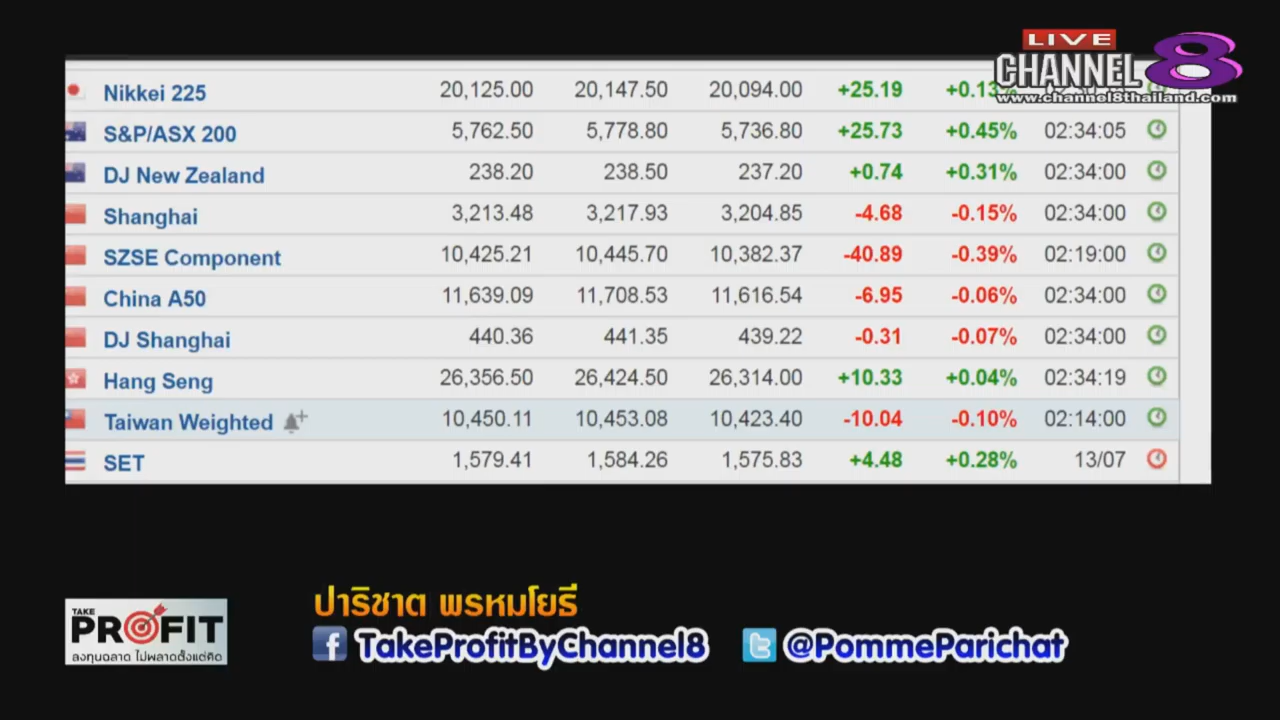 LIVE
CHANNEL 8
www.channel8thailand.com
Nikkei 225 20,125.00 20,147.50 20,094.00 +25.19 +0.13%
S&P/ASX 200 5,762.50 5,778.80 5,736.80 +25.73 +0.45% 02:34:05
DJ New Zealand 238.20 238.50 237.20 +0.74 +0.31% 02:34:00
Shanghai 3,213.48 3,217.93 3,204.85 -4.68 -0.15% 02:34:00
SZSE Component 10,425.21 10,445.70 10,382.37 -40.89 -0.39% 02:19:00
China A50 11,639.09 11,708.53 11,616.54 -6.95 -0.06% 02:34:00
DJ Shanghai 440.36 441.35 439.22 -0.31 -0.07% 02:34:00
Hang Seng 26,356.50 26,424.50 26,314.00 +10.33 +0.04% 02:34:19
Taiwan Weighted 10,450.11 10,453.08 10,423.40 -10.04 -0.10% 02:14:00
SET 1,579.41 1,584.26 1,575.83 +4.48 +0.28% 13/07
TAKE
PROFIT
ลงทุนฉลาด ไม่พลาดตั้งแต่คิด
ปาริชาต พรหมโยธี
TakeProfitByChannel8 @PommeParichat